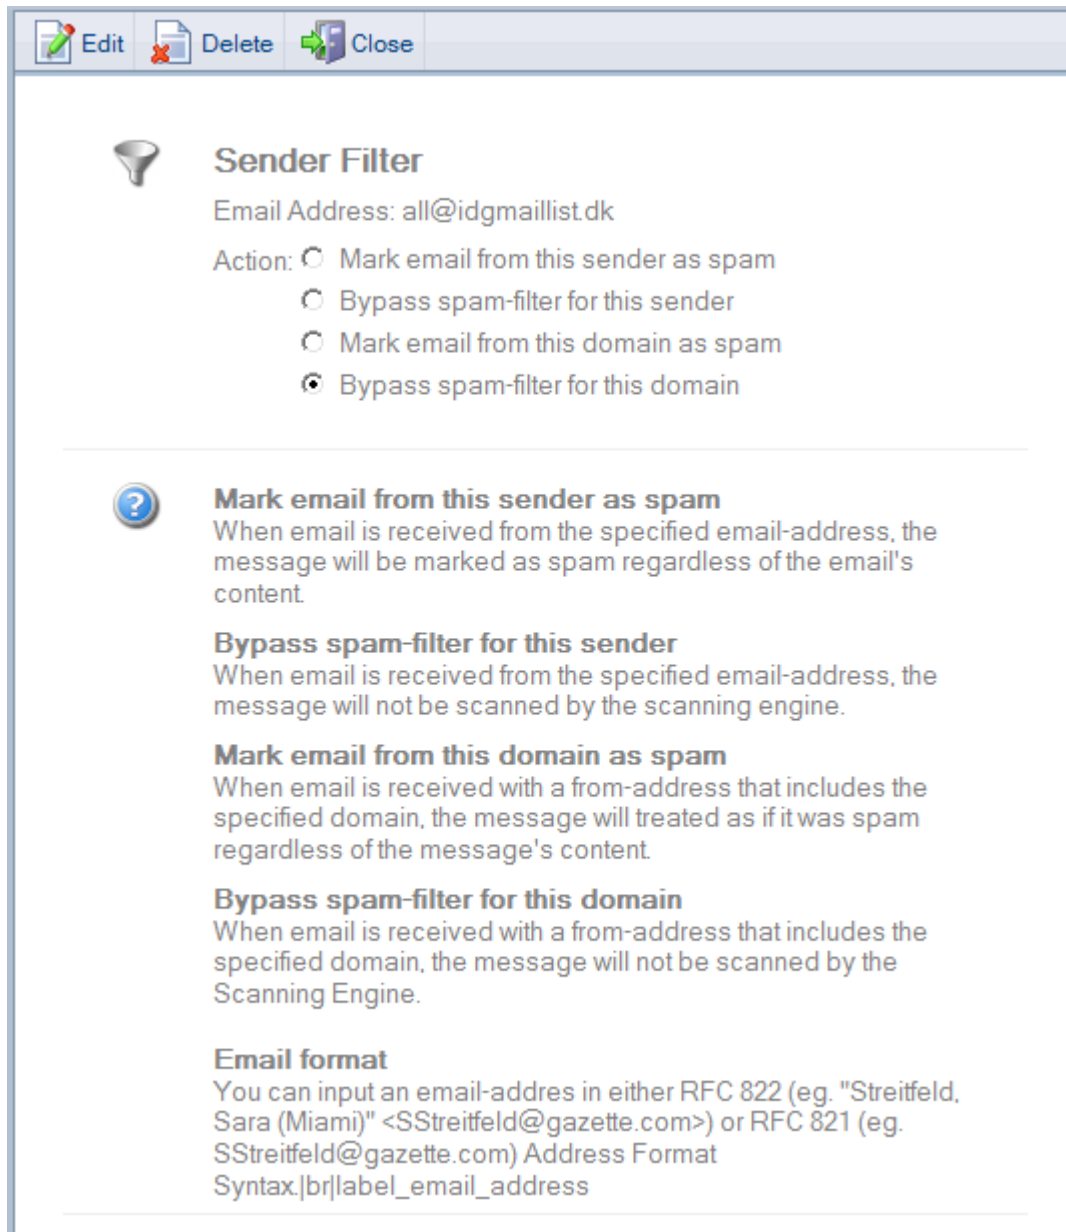 Edit Delete Close
Sender Filter
Email Address: all@idgmaillist.dk
Action: Mark email from this sender as spam
Bypass spam-filter for this sender
Mark email from this domain as spam
Bypass spam-filter for this domain
Mark email from this sender as spam
When email is received from the specified email-address, the
message will be marked as spam regardless of the email's
content.
Bypass spam-filter for this sender
When email is received from the specified email-address, the
message will not be scanned by the scanning engine.
Mark email from this domain as spam
When email is received with a from-address that includes the
specified domain, the message will treated as if it was spam
regardless of the message's content.
Bypass spam-filter for this domain
When email is received with a from-address that includes the
specified domain, the message will not be scanned by the
Scanning Engine.
Email format
You can input an email-addres in either RFC 822 (eg. "Streitfeld,
Sara (Miami)" <SStreitfeld@gazette.com>) or RFC 821 (eg.
SStreitfeld@gazette.com) Address Format
Syntax.|br|label_email_address